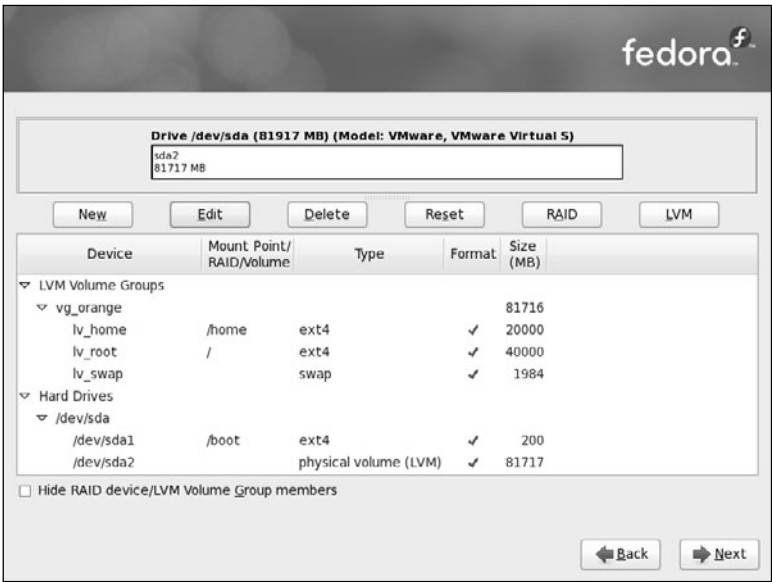 fedora
Drive /dev/sda (81917 MB) (Model: VMware, VMware Virtual S)
sda2
81717 MB
New Edit Delete Reset RAID LVM
Device Mount Point/ RAID/Volume Type Format Size (MB)
LVM Volume Groups
vg_orange 81716
lv_home /home ext4 ✓ 20000
lv_root / ext4 ✓ 40000
lv_swap swap ✓ 1984
Hard Drives
/dev/sda
/dev/sda1 /boot ext4 ✓ 200
/dev/sda2 physical volume (LVM) ✓ 81717
Hide RAID device/LVM Volume Group members
Back Next